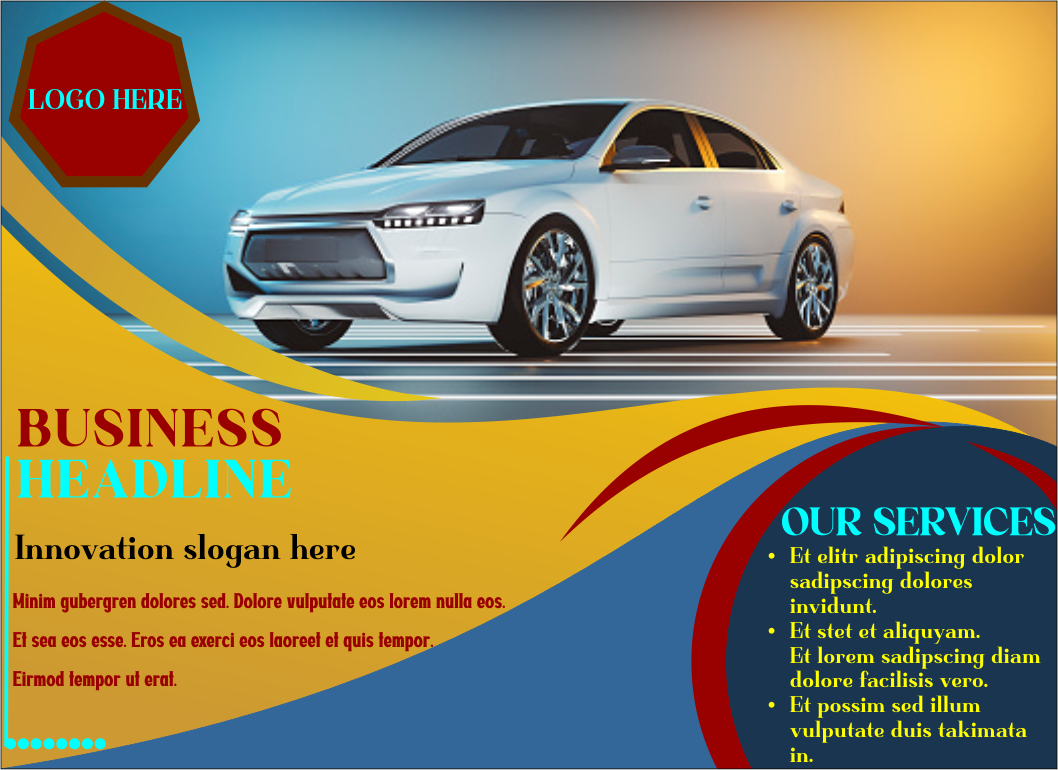 LOGO HERE
BUSINESS
HEADLINE
Innovation slogan here
Minim gubergren dolores sed. Dolore vulputate eos lorem nulla eos.
Et sea eos esse. Eros ea exerci eos laoreet et quis tempor.
Eirmod tempor ut erat.
OUR SERVICES
• Et elitr adipiscing dolor
sadipscing dolores
invidunt.
• Et stet et aliquyam.
Et lorem sadipscing diam
dolore facilisis vero.
• Et possim sed illum
vulputate duis takimata
in.